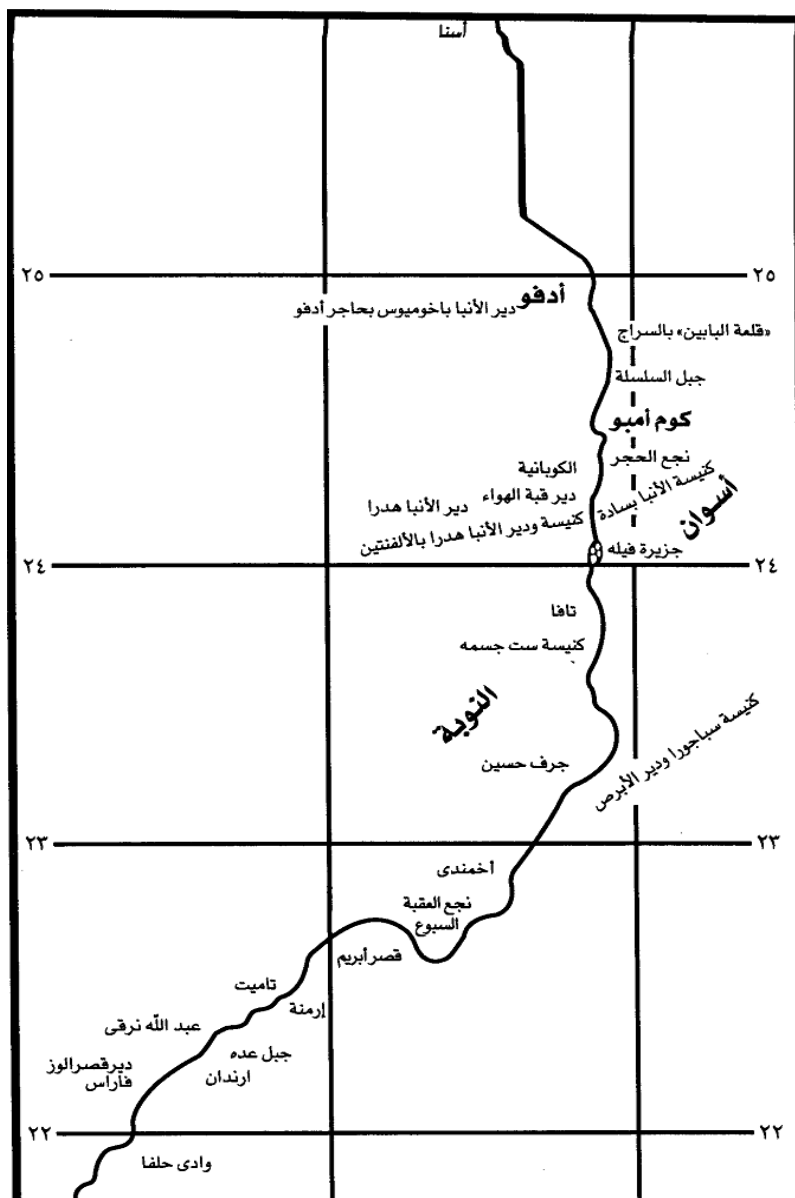 أسنا
٢٥
٢٥
أدفو
دير الأنبا باخوميوس بحاجر أدفو
«قلعة البابين» بالسراج
جبل السلسلة
كوم أمبو
نجع الحجر
الكوبانية
كنيسة الأنبا بسادة
أسوان
دير قبة الهواء
دير الأنبا هدرا
كنيسة ودير الأنبا هدرا بالألفنتين
جزيرة فيله
٢٤
٢٤
تافا
كنيسة ست جسمه
النوبة
كنيسة سباجورا ودير الأبرص
جرف حسين
٢٣
٢٣
أخمندى
نجع العقبة
السبوع
قصر أبريم
تاميت
إرمنة
عبد الله نرقى
جبل عده
ارندان
ديرقصرالوز
فاراس
٢٢
٢٢
وادى حلفا